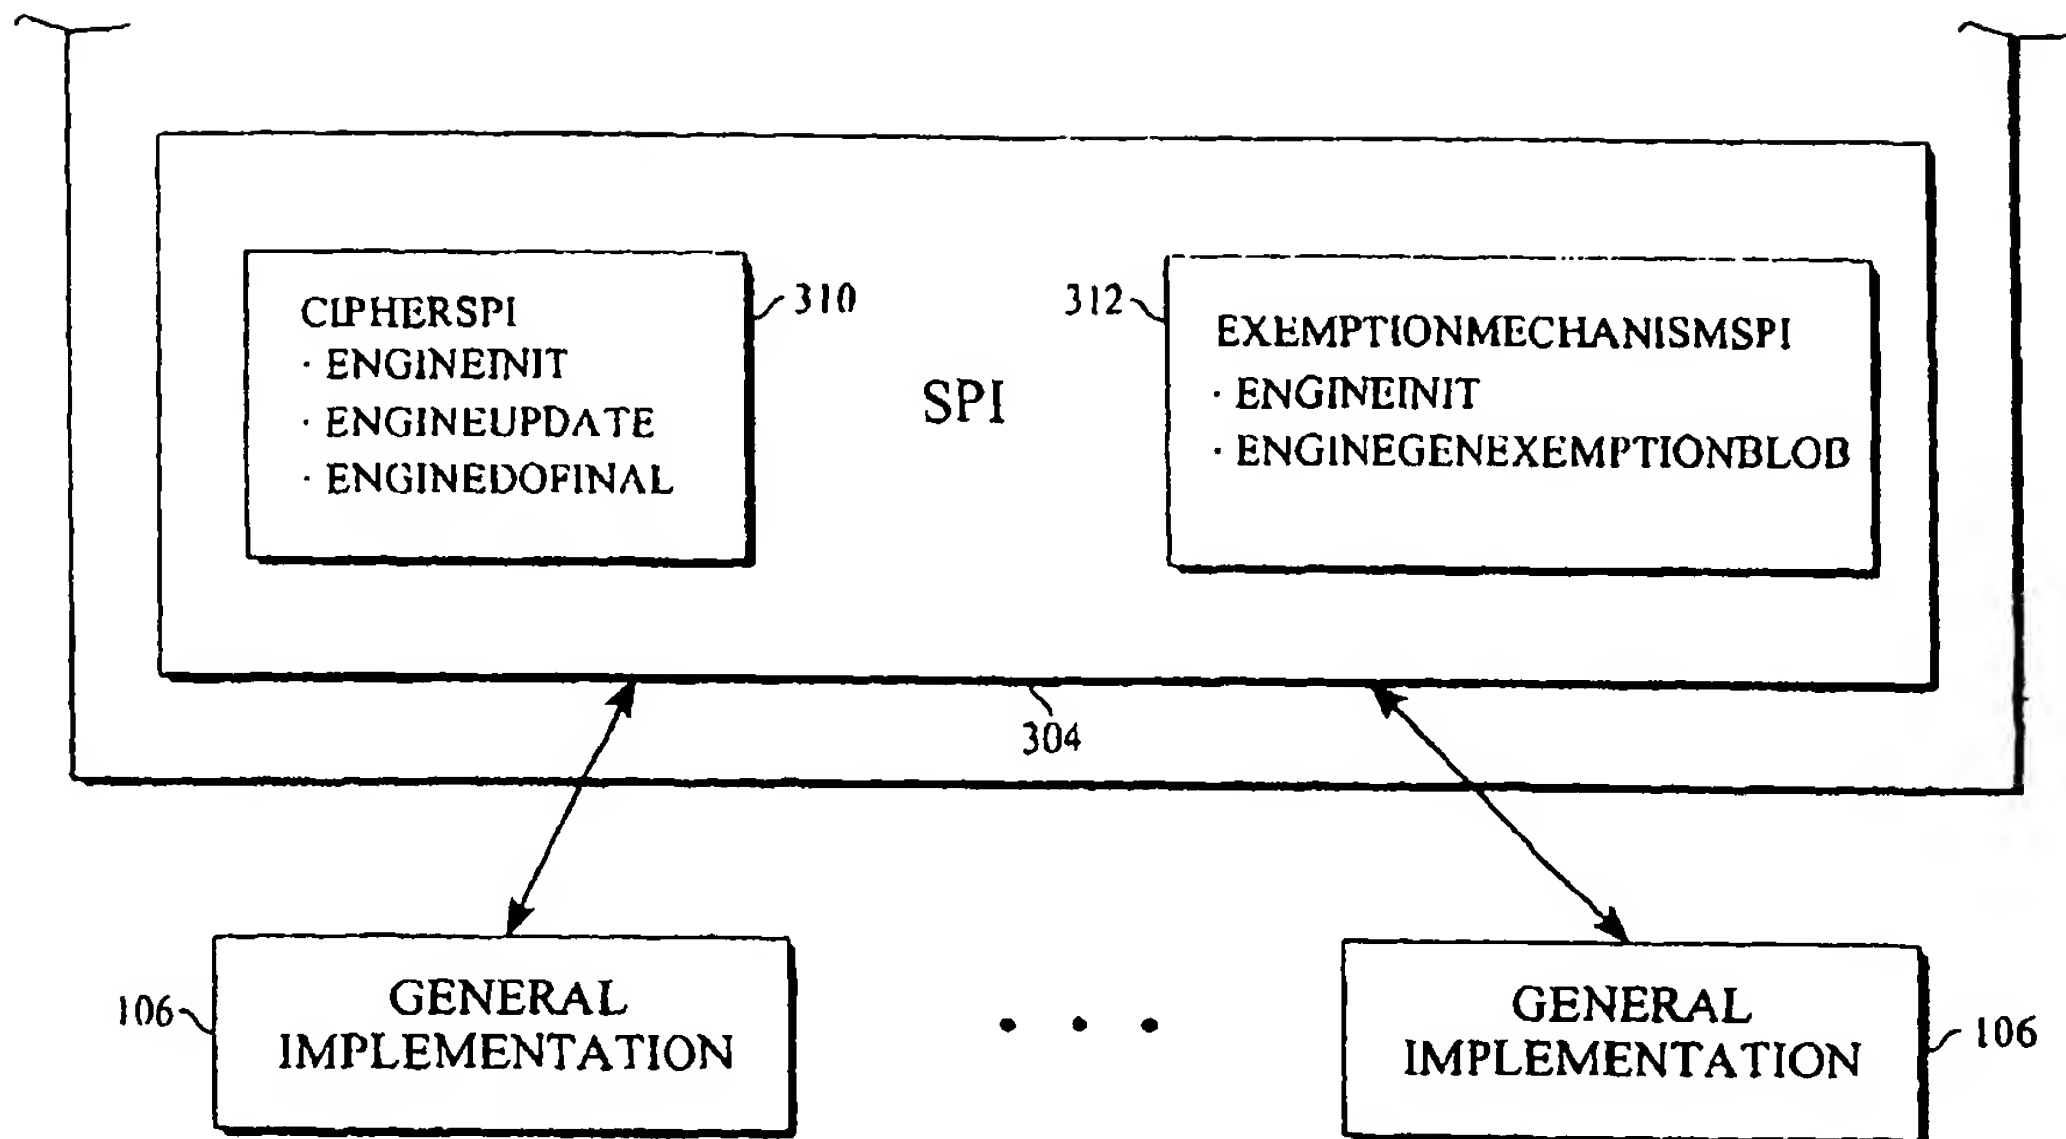 CIPHERSPI
· ENGINEINIT
· ENGINEUPDATE
· ENGINEDOFINAL
310
SPI
312
EXEMPTIONMECHANISMSPI
· ENGINEINIT
· ENGINEGENEXEMPTIONBLOB
304
106
GENERAL
IMPLEMENTATION
• • •
GENERAL
IMPLEMENTATION
106